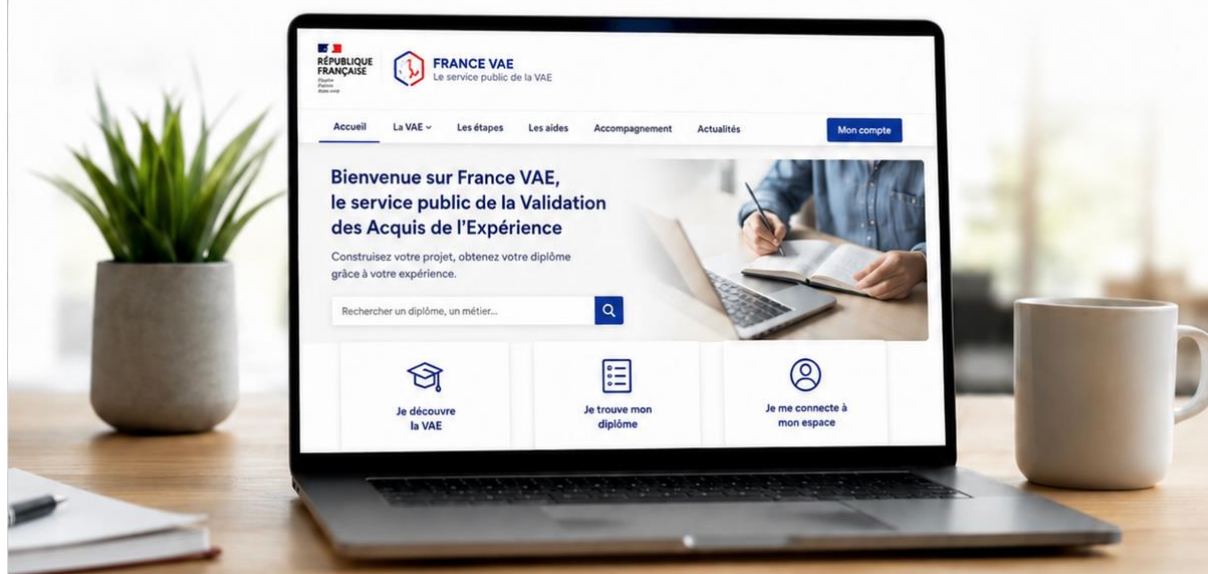 RÉPUBLIQUE
FRANÇAISE
FRANCE VAE
Le service public de la VAE
Accueil
La VAE
Les étapes
Les aides
Accompagnement
Actualités
Mon compte
Bienvenue sur France VAE,
le service public de la Validation
des Acquis de l'Expérience
Construisez votre projet, obtenez votre diplôme
grâce à votre expérience.
Rechercher un diplôme, un métier...
Je découvre
la VAE
Je trouve mon
diplôme
Je me connecte à
mon espace